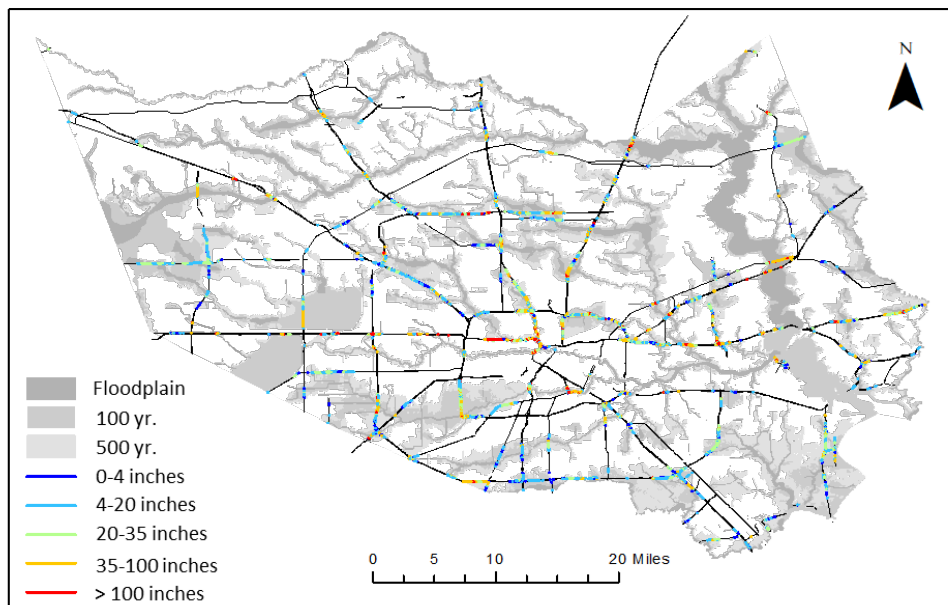 N
Floodplain
100 yr.
500 yr.
0-4 inches
4-20 inches
20-35 inches
35-100 inches
> 100 inches
0 5 10 20 Miles